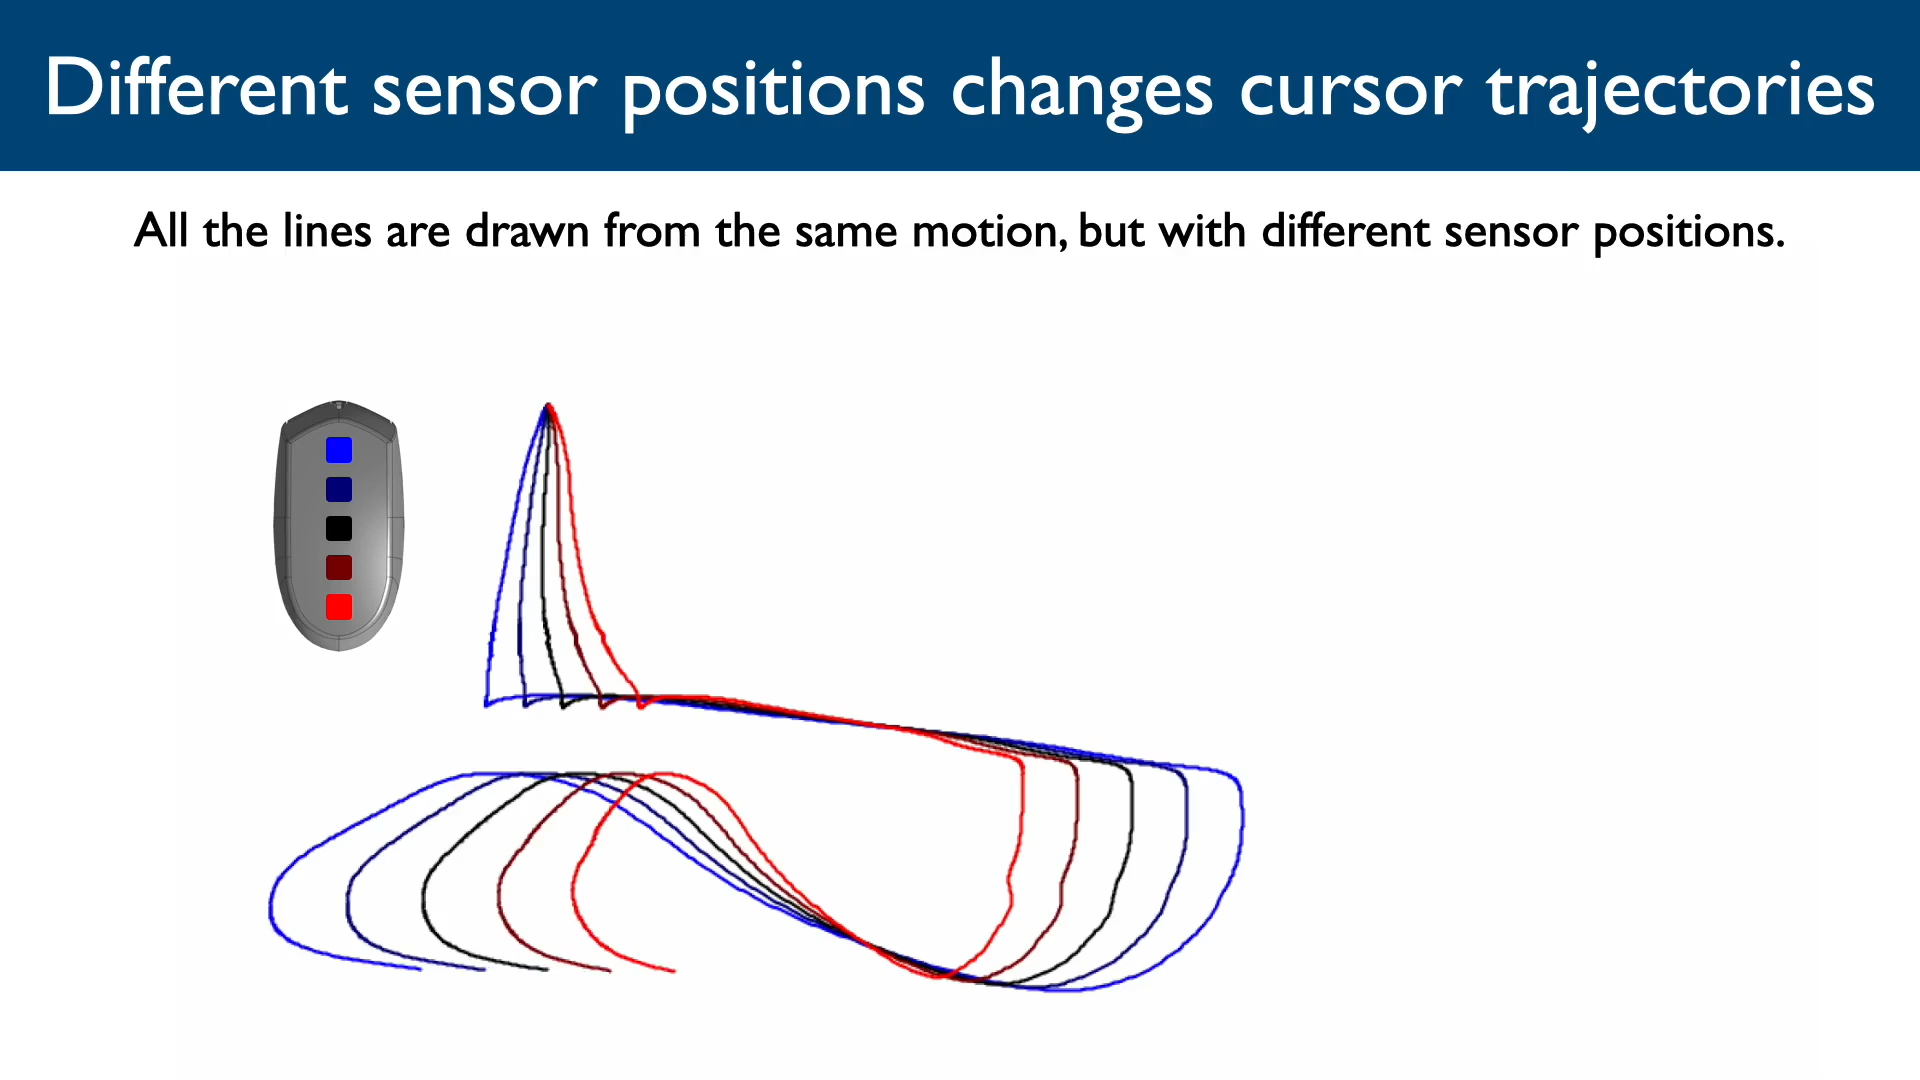 Different sensor positions changes cursor trajectories
All the lines are drawn from the same motion, but with different sensor positions.